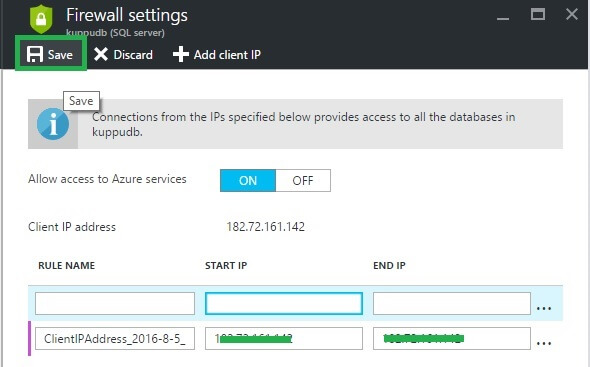 Firewall settings
kuppudb (SQL server)
Save
Discard
Add client IP
Save
Connections from the IPs specified below provides access to all the databases in
kuppudb.
Allow access to Azure services
ON
OFF
Client IP address
182.72.161.142
RULE NAME
START IP
END IP
...
ClientIPAddress_2016-8-5_
...